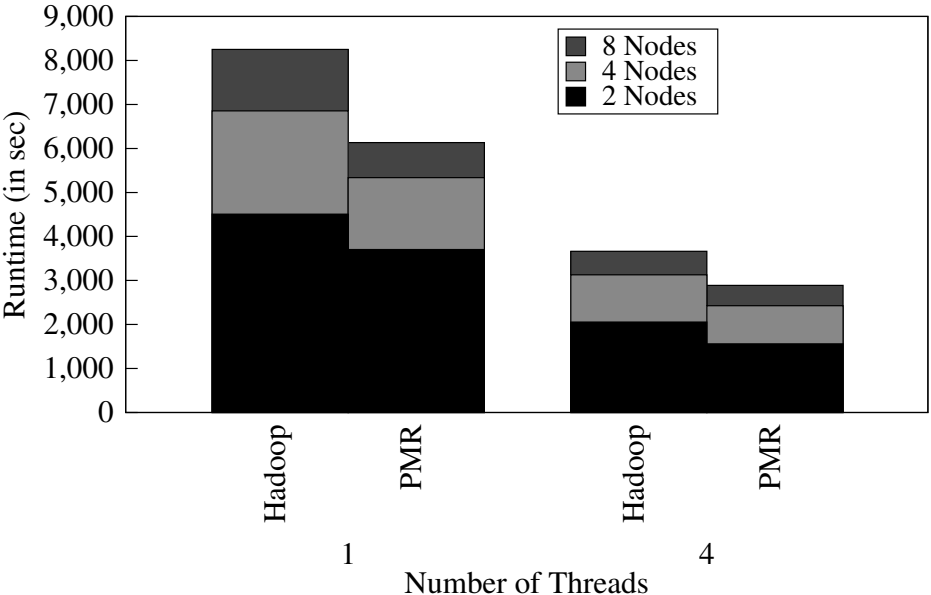 9,000
8,000
7,000
6,000
5,000
4,000
3,000
2,000
1,000
0
Runtime (in sec)
8 Nodes
4 Nodes
2 Nodes
Hadoop
PMR
Hadoop
PMR
1
4
Number of Threads